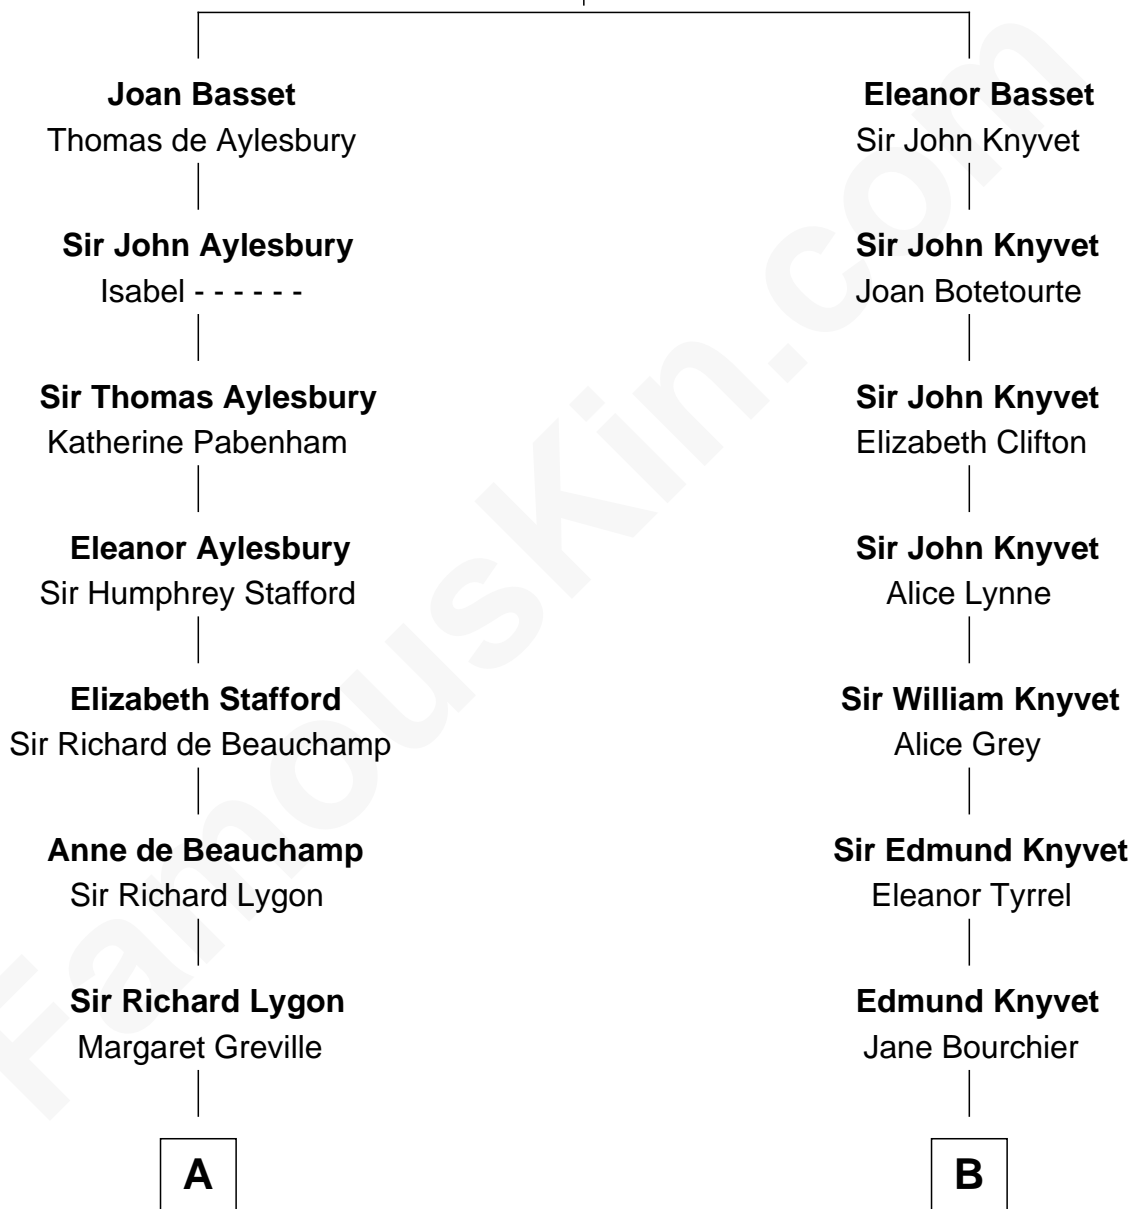 Joan Basset
Thomas de Aylesbury
Eleanor Basset
Sir John Knyvet
Sir John Aylesbury
Isabel - - - - - -
Sir John Knyvet
Joan Botetourte
Sir Thomas Aylesbury
Katherine Pabenham
Sir John Knyvet
Elizabeth Clifton
Eleanor Aylesbury
Sir Humphrey Stafford
Sir John Knyvet
Alice Lynne
Elizabeth Stafford
Sir Richard de Beauchamp
Sir William Knyvet
Alice Grey
Anne de Beauchamp
Sir Richard Lygon
Sir Edmund Knyvet
Eleanor Tyrrel
Sir Richard Lygon
Margaret Greville
Edmund Knyvet
Jane Bourchier
A
B
FamousKin.com